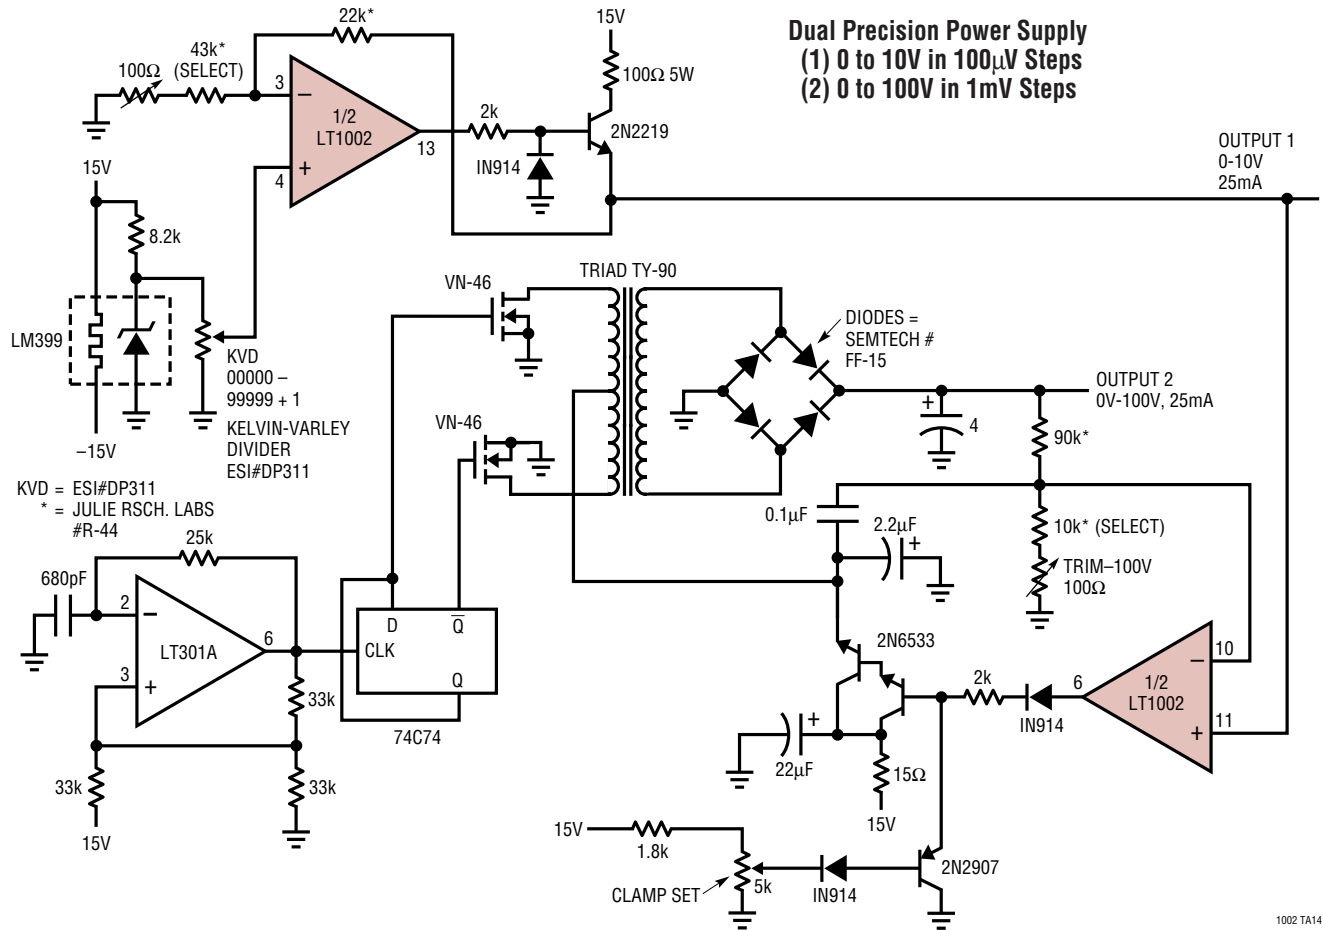 Dual Precision Power Supply
(1) 0 to 10V in 100μV Steps
(2) 0 to 100V in 1mV Steps
22k*
15V
43k*
(SELECT)
100Ω
100Ω 5W
3
−
1/2
LT1002
13
2k
2N2219
+
4
IN914
OUTPUT 1
0-10V
25mA
15V
8.2k
LM399
−15V
KVD
00000 –
99999 + 1
KELVIN-VARLEY
DIVIDER
ESI#DP311
VN-46
TRIAD TY-90
DIODES =
SEMTECH #
FF-15
VN-46
OUTPUT 2
0V-100V, 25mA
+
4
90k*
KVD = ESI#DP311
* = JULIE RSCH. LABS
#R-44
0.1μF
2.2μF
+
10k* (SELECT)
TRIM–100V
100Ω
25k
680pF
2
−
LT301A
6
3
+
33k
33k
33k
15V
D
Q
CLK
Q
74C74
2N6533
2k
IN914
6
1/2
LT1002
−
10
+
11
+
22μF
15Ω
15V
15V
1.8k
CLAMP SET
5k
IN914
2N2907
1002 TA14